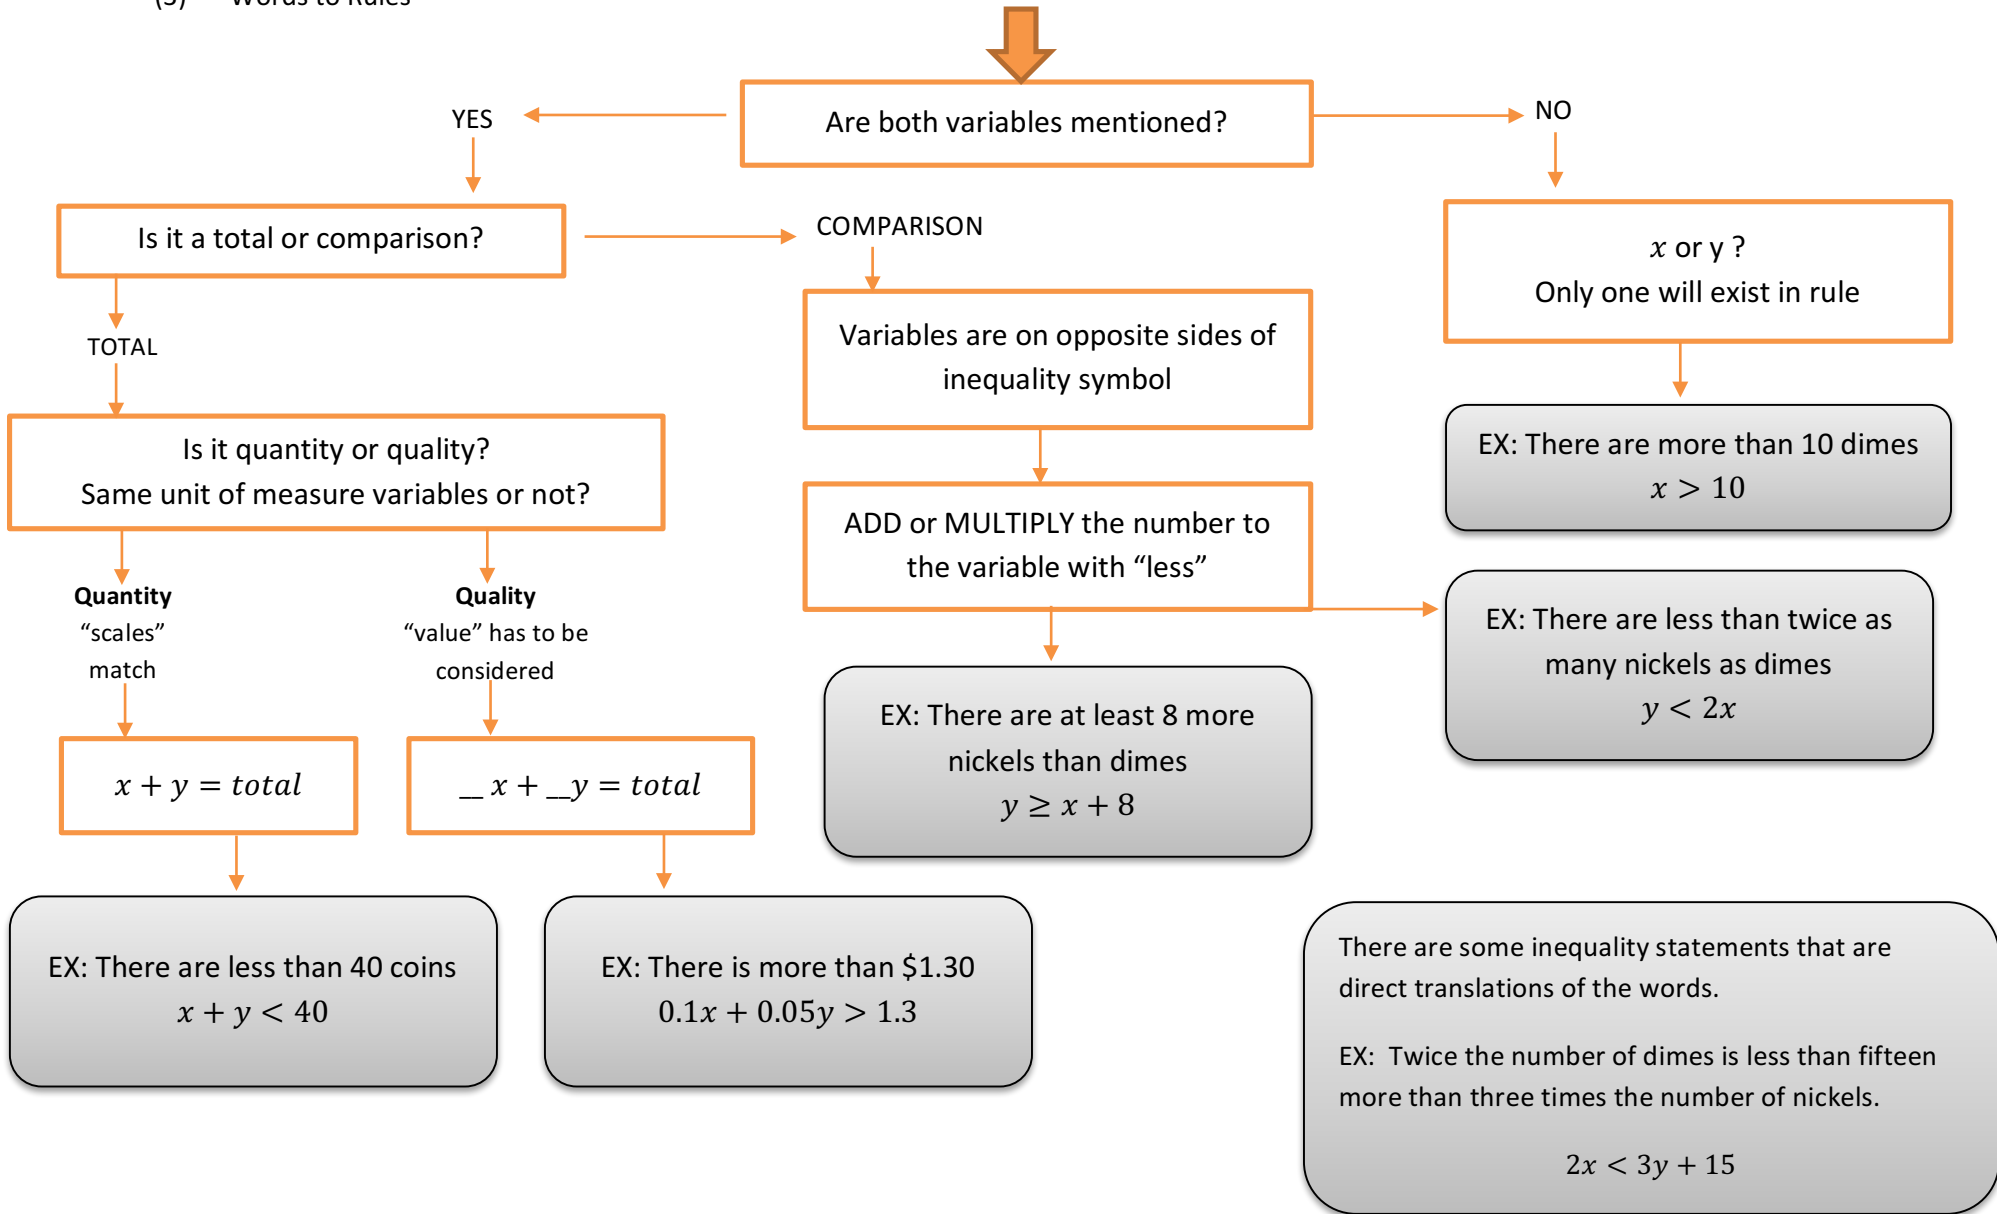 (3) Words to Rules
Are both variables mentioned?
YES
NO
Is it a total or comparison?
COMPARISON
x or y ?
Only one will exist in rule
TOTAL
Variables are on opposite sides of
inequality symbol
Is it quantity or quality?
Same unit of measure variables or not?
EX: There are more than 10 dimes
x > 10
ADD or MULTIPLY the number to
the variable with “less”
Quantity
“scales”
match
Quality
“value” has to be
considered
EX: There are less than twice as
many nickels as dimes
y < 2x
EX: There are at least 8 more
nickels than dimes
y ≥ x + 8
x + y = total
__ x + __y = total
EX: There are less than 40 coins
x + y < 40
EX: There is more than $1.30
0.1x + 0.05y > 1.3
There are some inequality statements that are
direct translations of the words.
EX: Twice the number of dimes is less than fifteen
more than three times the number of nickels.
2x < 3y + 15